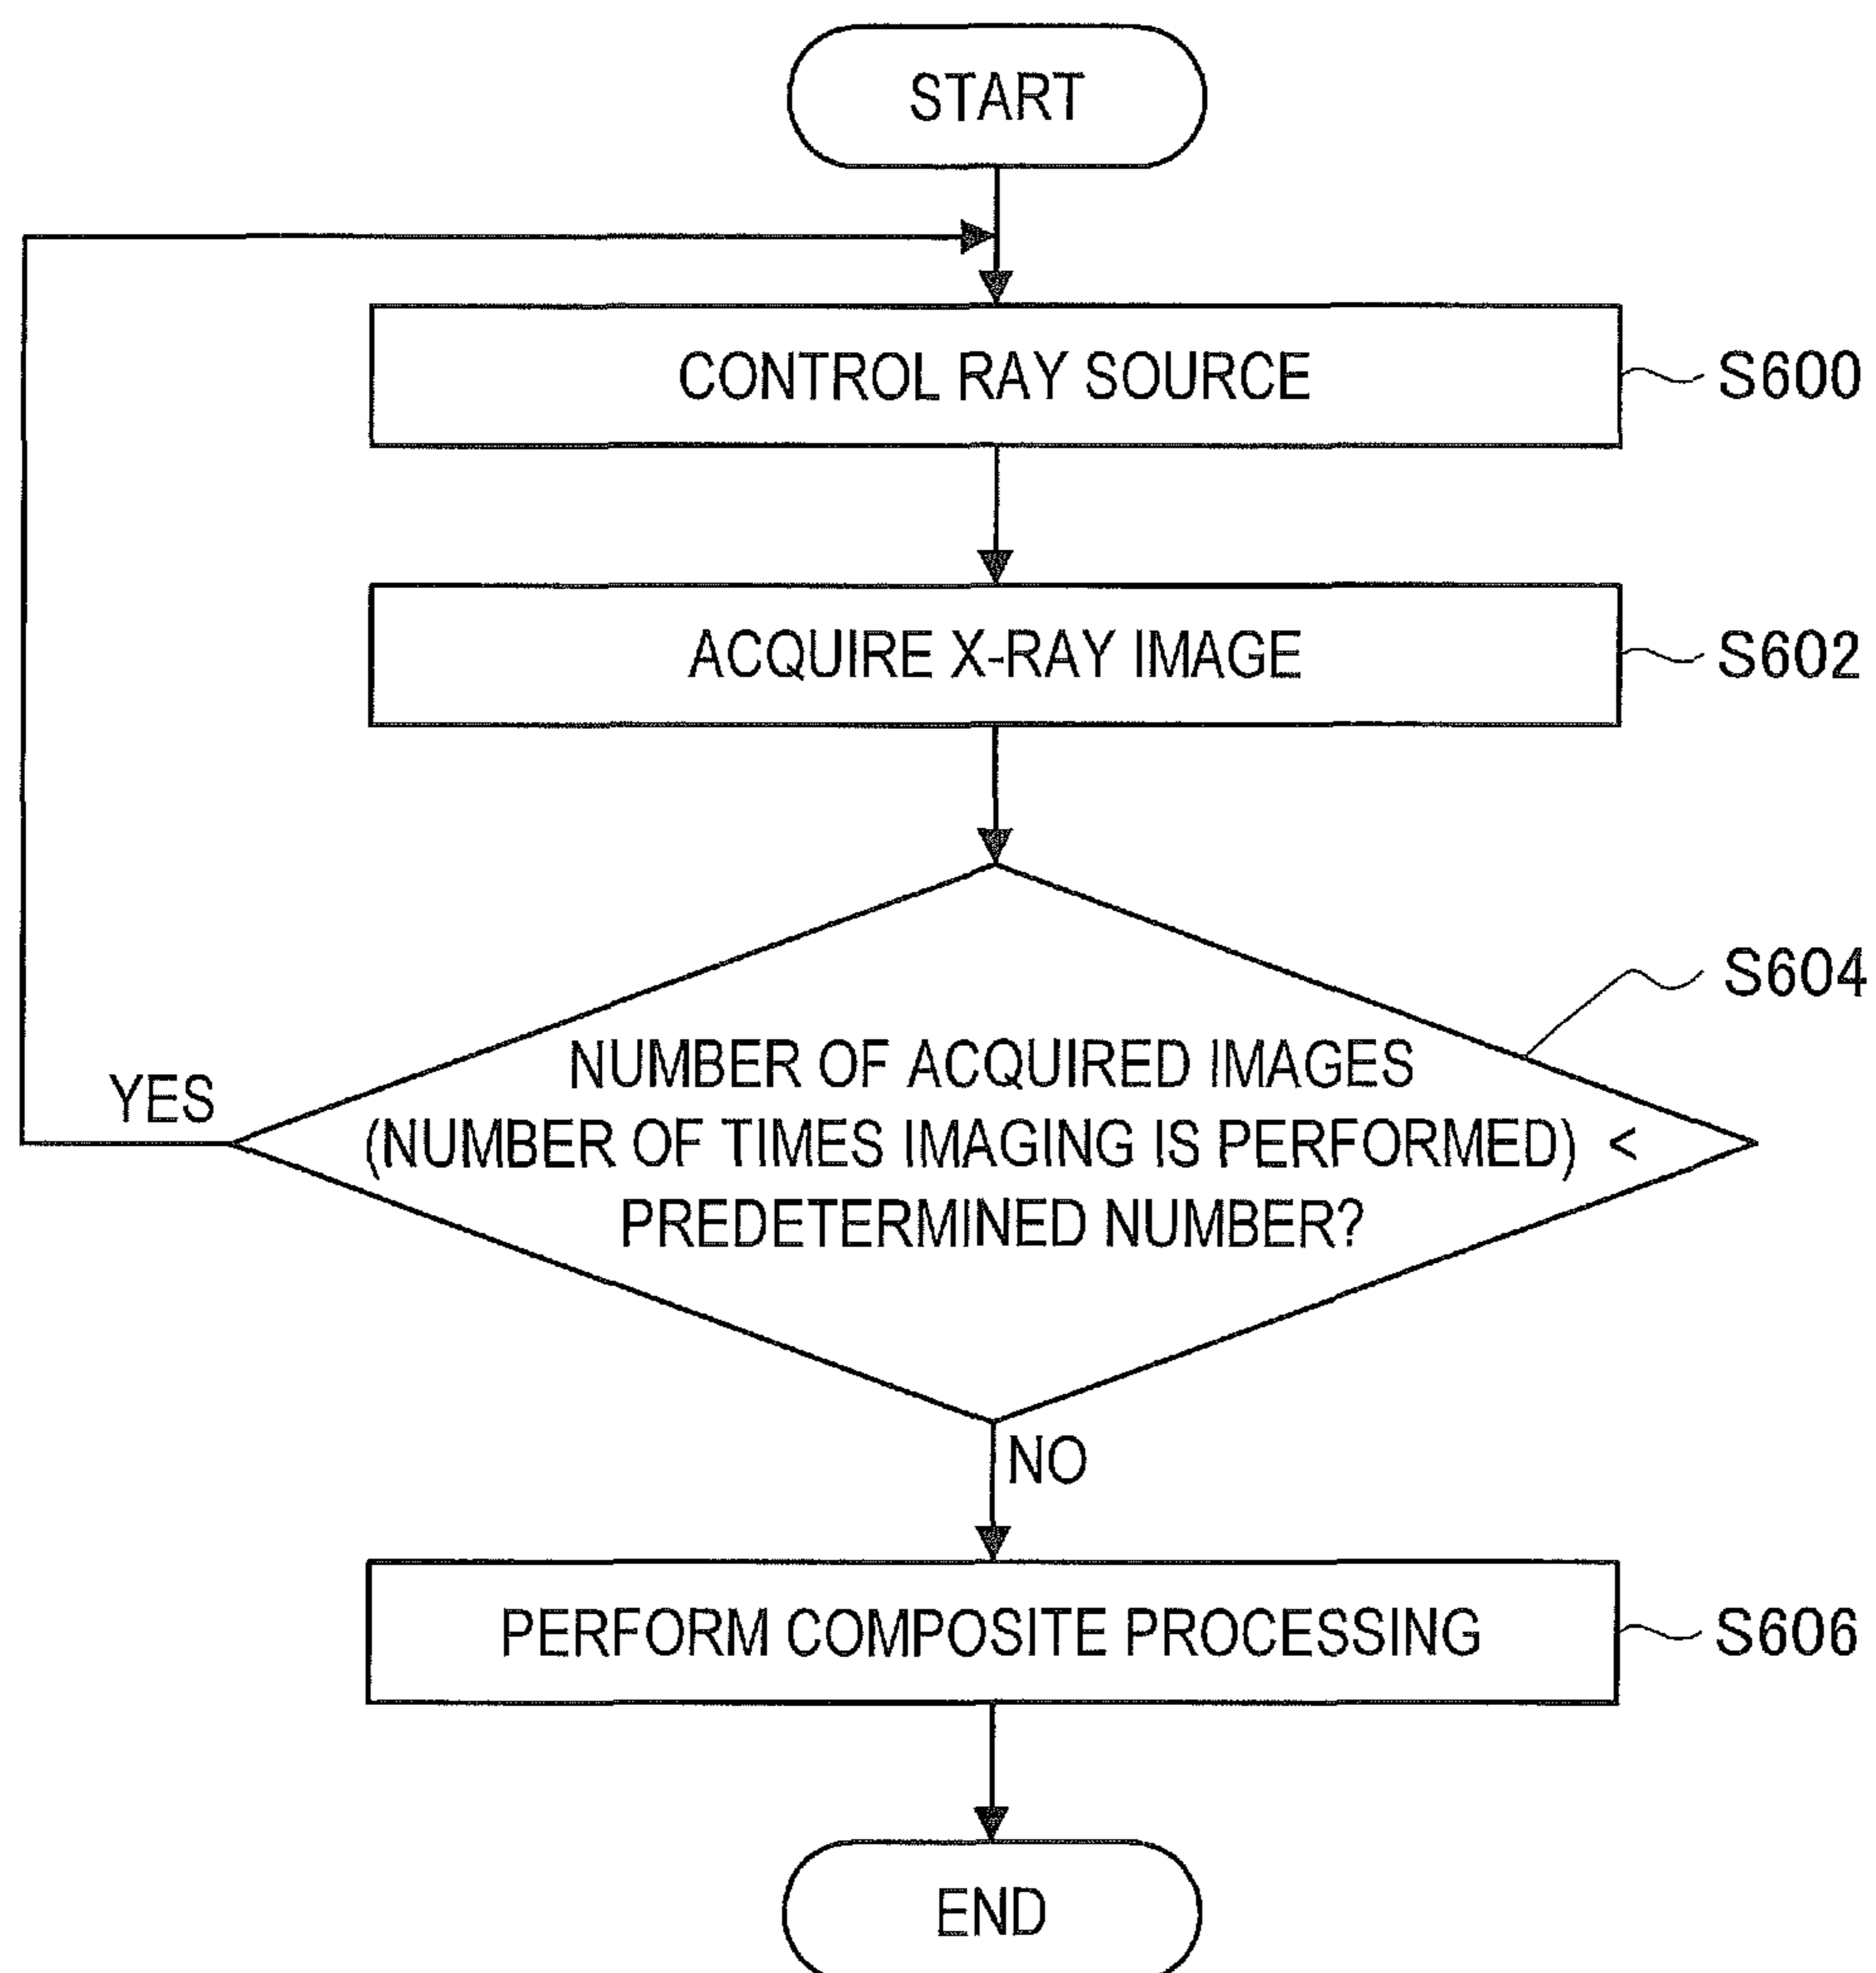 START
CONTROL RAY SOURCE
S600
ACQUIRE X-RAY IMAGE
S602
S604
NUMBER OF ACQUIRED IMAGES
(NUMBER OF TIMES IMAGING IS PERFORMED) <
PREDETERMINED NUMBER?
YES
NO
PERFORM COMPOSITE PROCESSING
S606
END